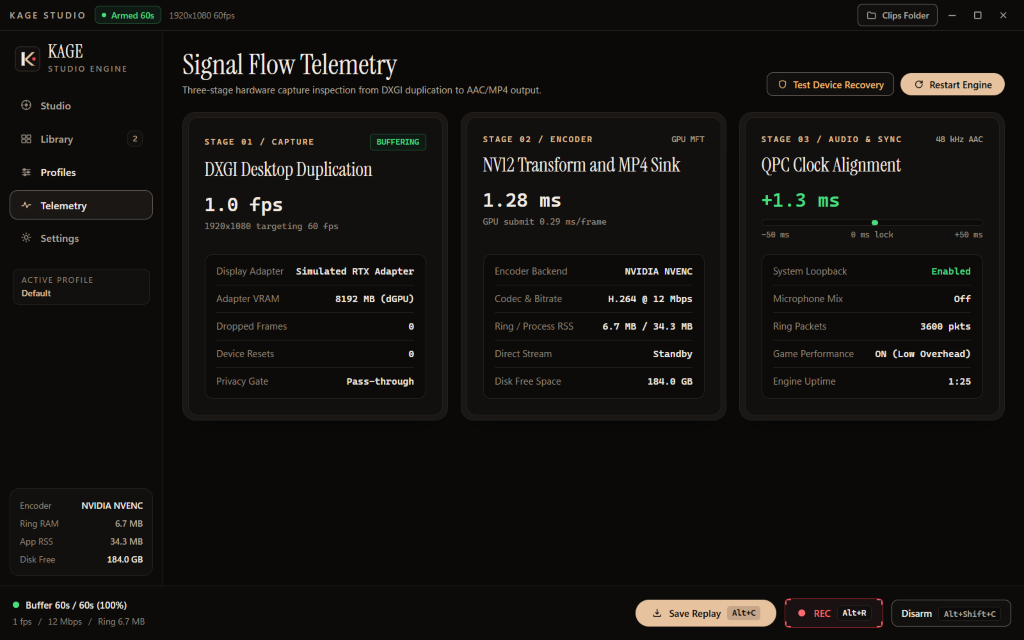 KAGE STUDIO Armed 60s 1920x1080 60fps Clips Folder
KAGE
STUDIO ENGINE
Studio
Library 2
Profiles
Telemetry
Settings
ACTIVE PROFILE
Default
Signal Flow Telemetry
Three-stage hardware capture inspection from DXGI duplication to AAC/MP4 output.
Test Device Recovery
Restart Engine
STAGE 01 / CAPTURE BUFFERING
DXGI Desktop Duplication
1.0 fps
1920x1080 targeting 60 fps
Display Adapter Simulated RTX Adapter
Adapter VRAM 8192 MB (dGPU)
Dropped Frames 0
Device Resets 0
Privacy Gate Pass-through
STAGE 02 / ENCODER GPU MFT
NV12 Transform and MP4 Sink
1.28 ms
GPU submit 0.29 ms/frame
Encoder Backend NVIDIA NVENC
Codec & Bitrate H.264 @ 12 Mbps
Ring / Process RSS 6.7 MB / 34.3 MB
Direct Stream Standby
Disk Free Space 184.0 GB
STAGE 03 / AUDIO & SYNC 48 kHz AAC
QPC Clock Alignment
+1.3 ms
-50 ms 0 ms lock +50 ms
System Loopback Enabled
Microphone Mix Off
Ring Packets 3600 pkts
Game Performance ON (Low Overhead)
Engine Uptime 1:25
Encoder NVIDIA NVENC
Ring RAM 6.7 MB
App RSS 34.3 MB
Disk Free 184.0 GB
Buffer 60s / 60s (100%)
1 fps / 12 Mbps / Ring 6.7 MB
Save Replay Alt+C
REC Alt+R
Disarm Alt+Shift+C